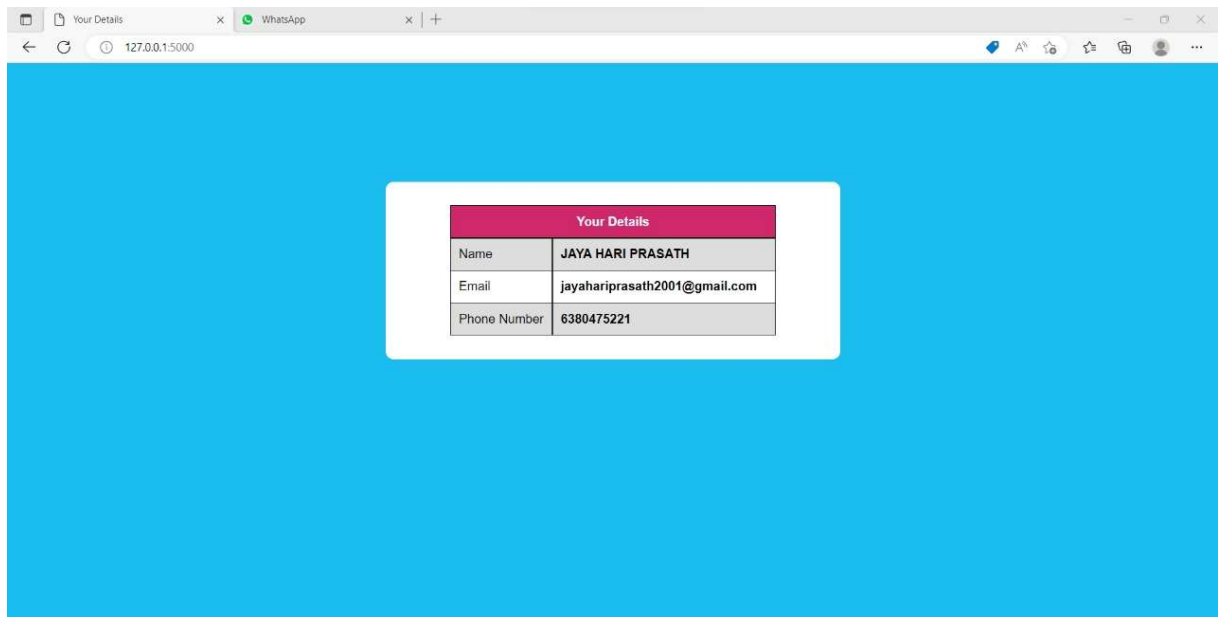 Your Details
WhatsApp
127.0.0.1:5000
Your Details
Name JAYA HARI PRASATH
Email jayahariprasath2001@gmail.com
Phone Number 6380475221